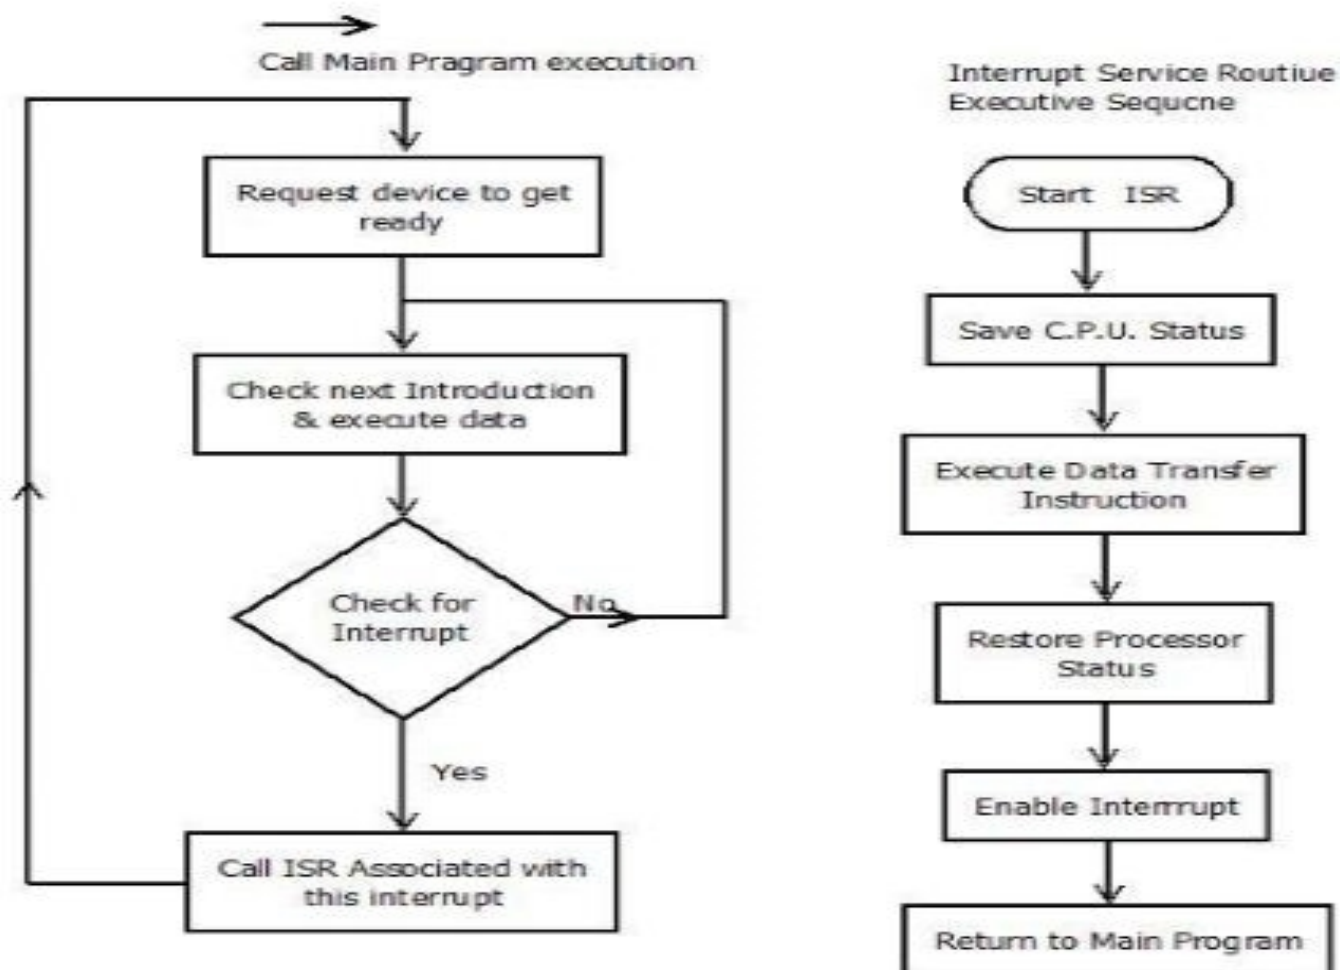 Call Main Pragram execution
Request device to get
ready
Check next Introduction
& execute data
Check for
Interrupt
No
Yes
Call ISR Associated with
this interrupt
Interrupt Service Routiue
Executive Sequcne
Start ISR
Save C.P.U. Status
Execute Data Transfer
Instruction
Restore Processor
Status
Enable Interrrupt
Return to Main Program